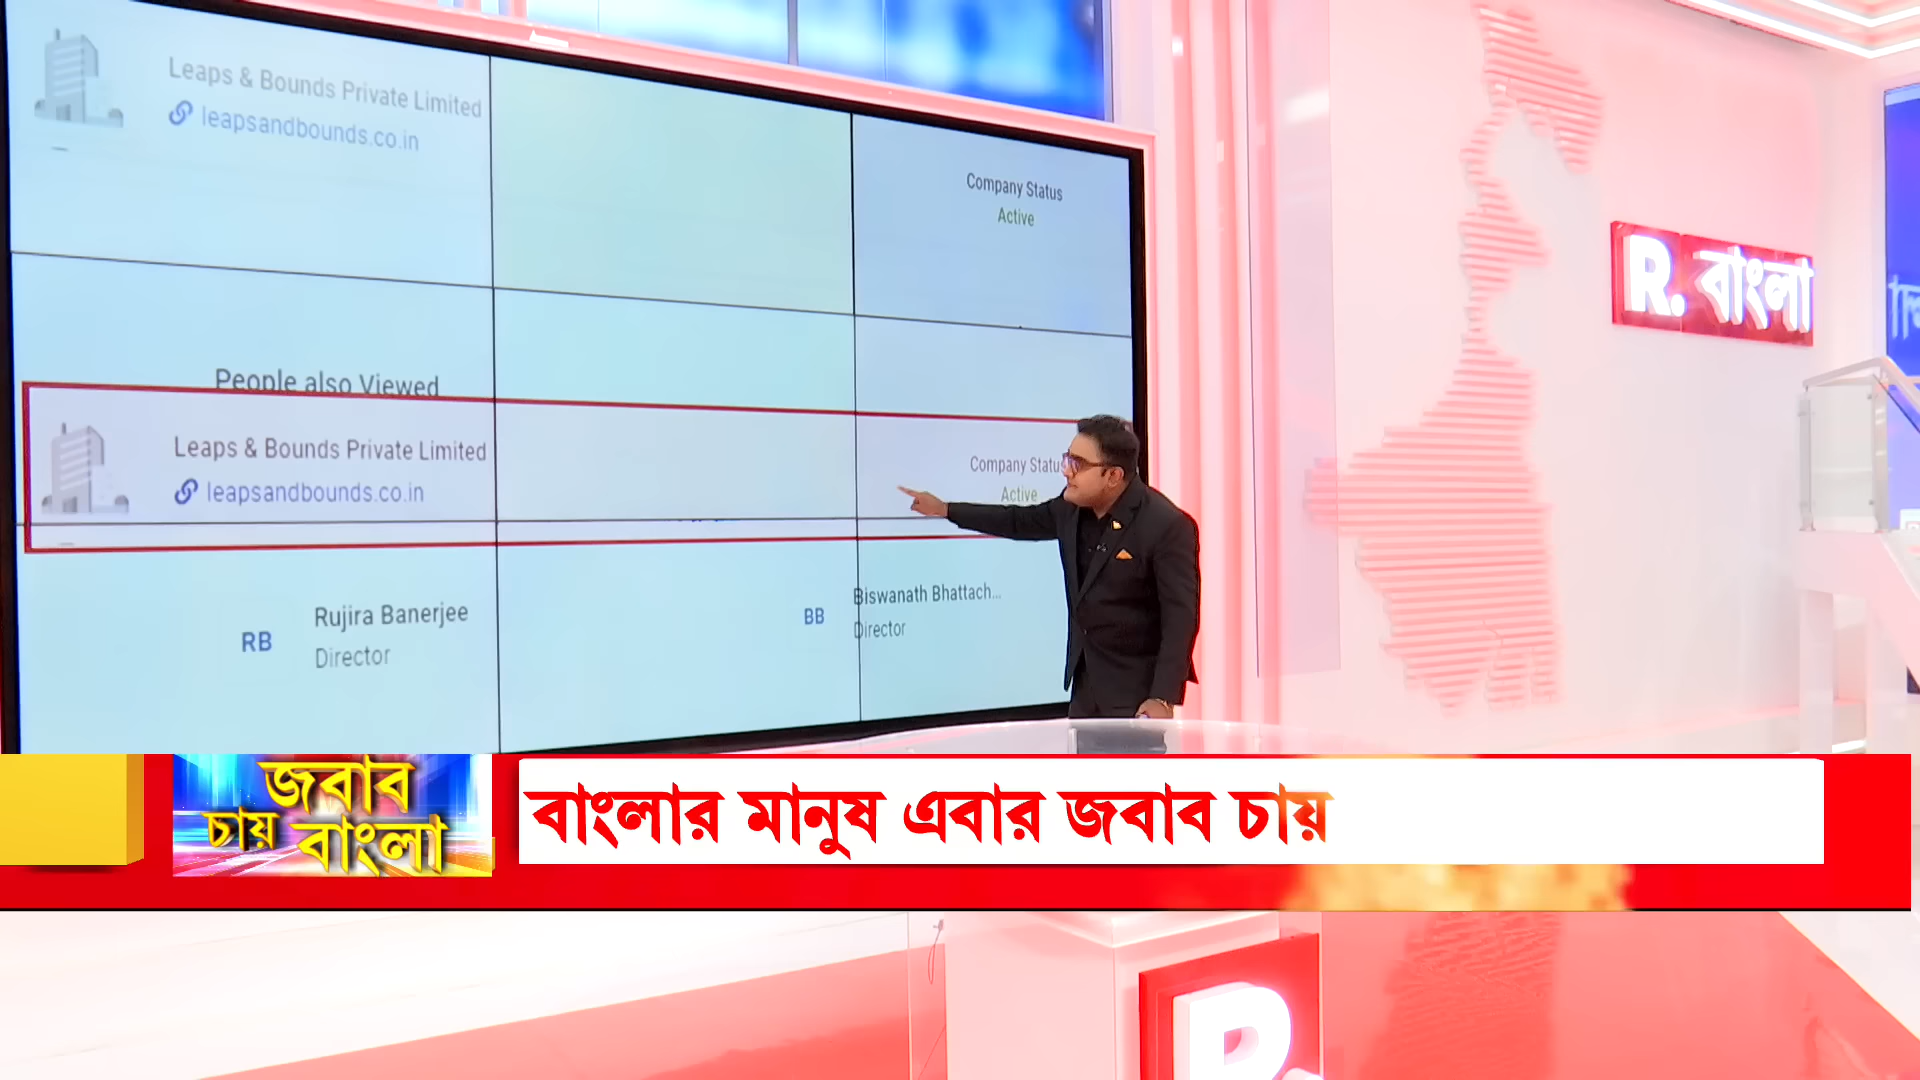 Leaps & Bounds Private Limited
leapsandbounds.co.in
Company Status
Active
R. বাংলা
People also Viewed
Leaps & Bounds Private Limited
leapsandbounds.co.in
Company Status
Active
RB
Rujira Banerjee
Director
BB
Biswanath Bhattach...
Director
জবাব
চায় বাংলা
বাংলার মানুষ এবার জবাব চায়
R.